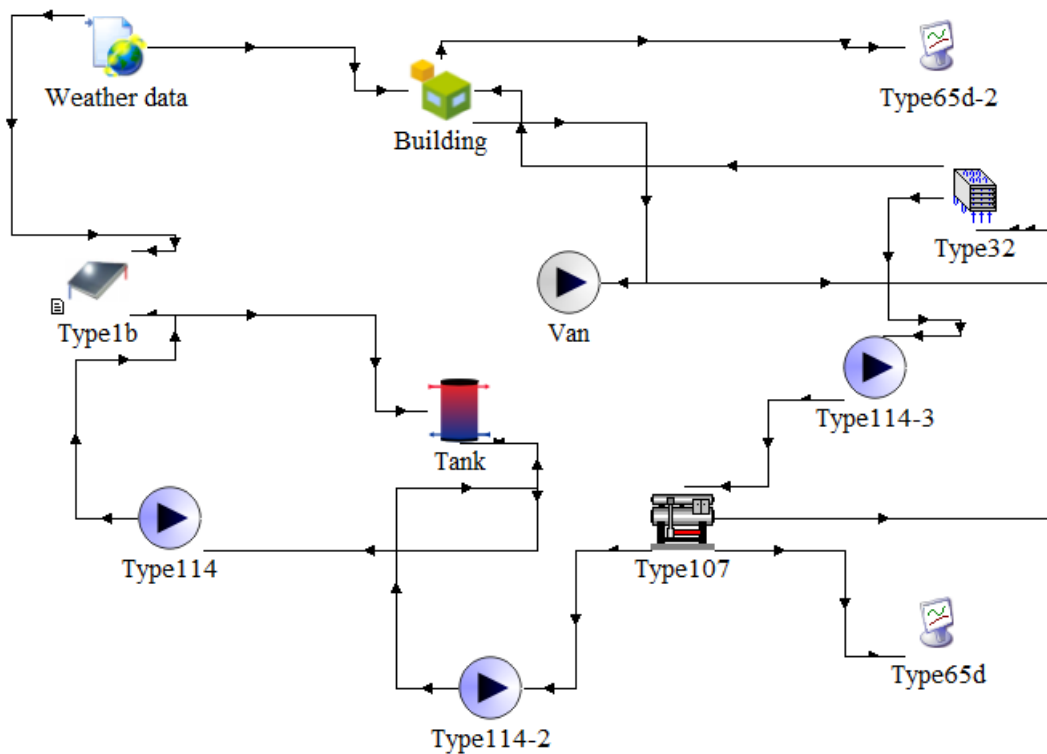 Weather data
Type65d-2
Building
Type32
Type1b
Van
Type114-3
Tank
Type114
Type107
Type65d
Type114-2